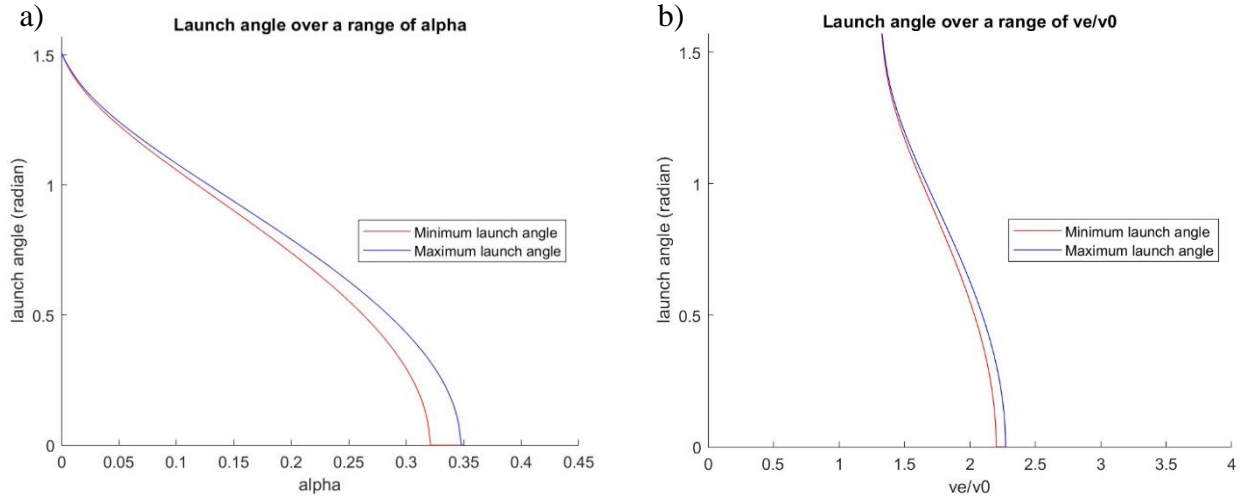 a)
Launch angle over a range of alpha
launch angle (radian)
1.5
1
0.5
0
0 0.05 0.1 0.15 0.2 0.25 0.3 0.35 0.4 0.45
alpha
Minimum launch angle
Maximum launch angle
b)
Launch angle over a range of ve/v0
launch angle (radian)
1.5
1
0.5
0
0 0.5 1 1.5 2 2.5 3 3.5 4
ve/v0
Minimum launch angle
Maximum launch angle